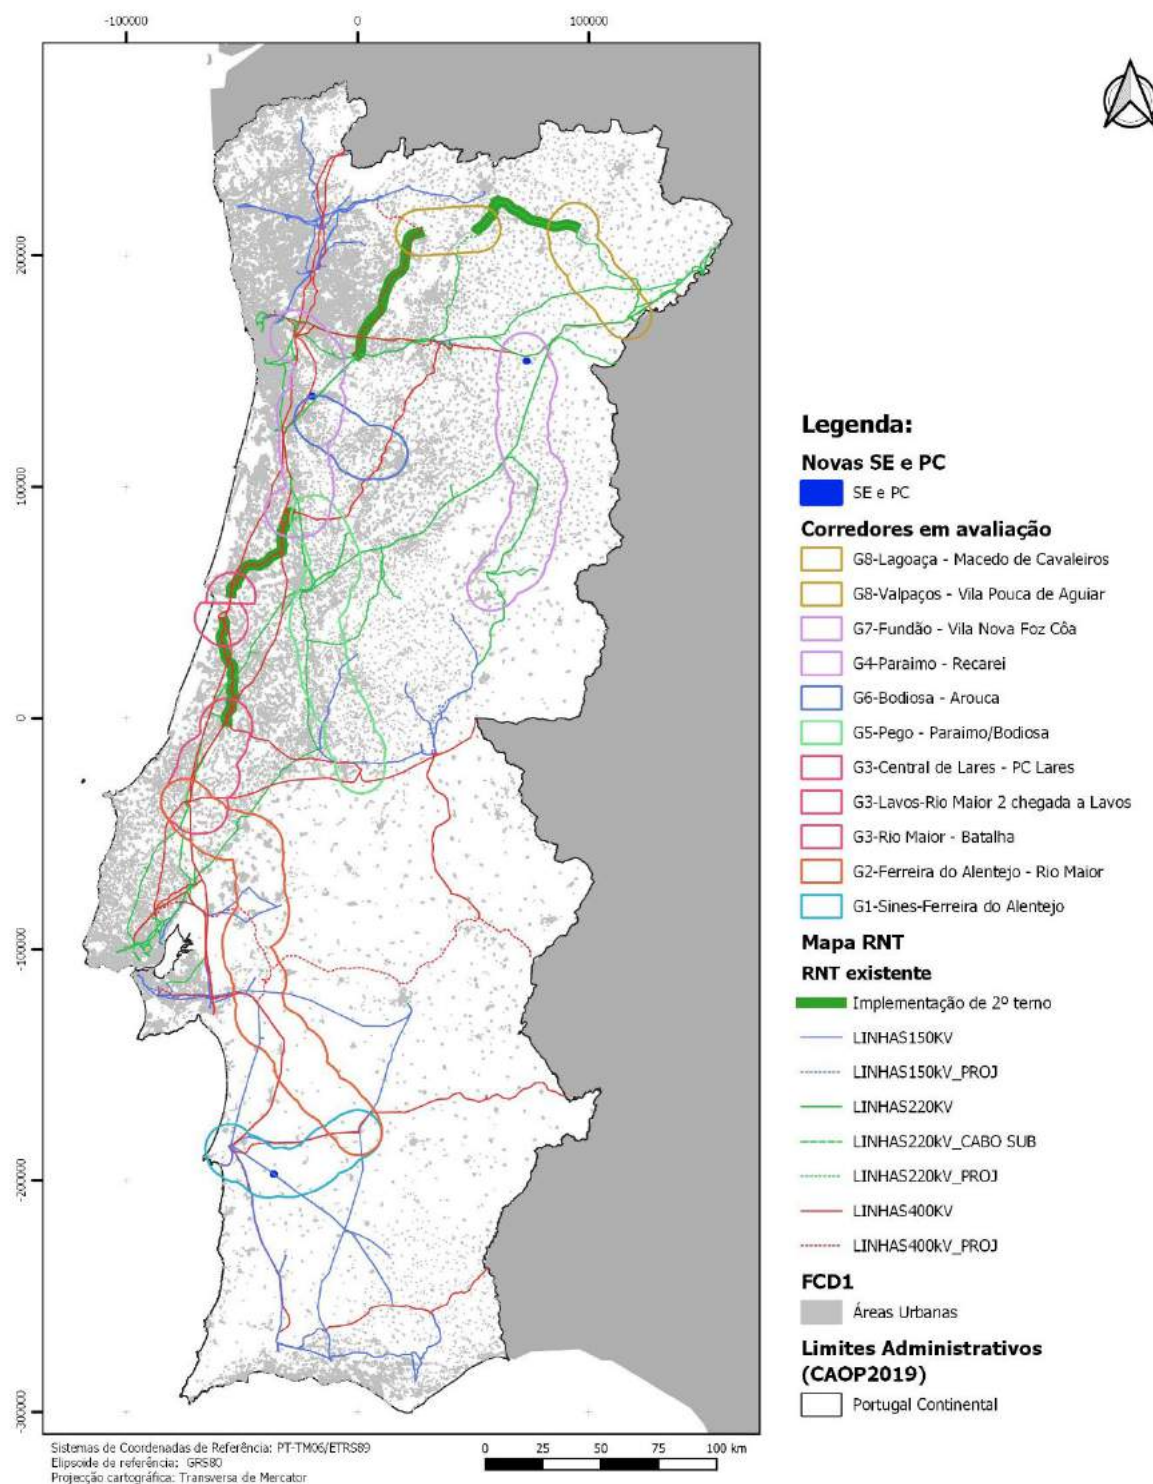 -100000
0
100000
200000
100000
0
-100000
-200000
-300000
Legenda:
Novas SE e PC
SE e PC
Corredores em avaliação
G8-Lagoaça - Macedo de Cavaleiros
G8-Valpaços - Vila Pouca de Aguiar
G7-Fundão - Vila Nova Foz Côa
G4-Paraimo - Recarei
G6-Bodiosa - Arouca
G5-Pego - Paraimo/Bodiosa
G3-Central de Lares - PC Lares
G3-Lavos-Rio Maior 2 chegada a Lavos
G3-Rio Maior - Batalha
G2-Ferreira do Alentejo - Rio Maior
G1-Sines-Ferreira do Alentejo
Mapa RNT
RNT existente
Implementação de 2º terno
LINHAS150KV
LINHAS150kV_PROJ
LINHAS220KV
LINHAS220kV_CABO SUB
LINHAS220kV_PROJ
LINHAS400KV
LINHAS400kV_PROJ
FCD1
Áreas Urbanas
Limites Administrativos
(CAOP2019)
Portugal Continental
Sistemas de Coordenadas de Referência: PT-TM06/ETRS89
Elipsoide de referência: GRS80
Projecção cartográfica: Transversa de Mercator
0 25 50 75 100 km